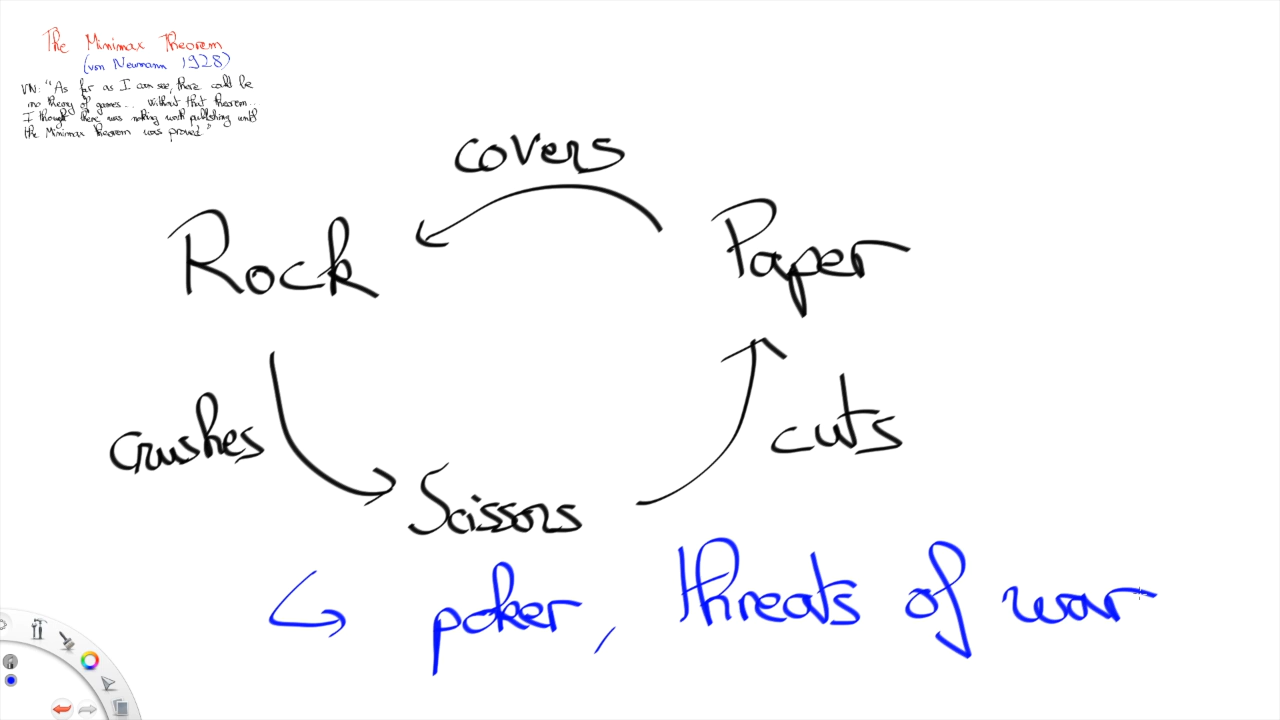 The Minimax Theorem
(von Neumann 1928)
VN: "As far as I can see, there could be
no theory of games... without that theorem...
I thought there was nothing worth publishing until
the Minimax Theorem was proved"
covers
Rock
Paper
crushes
cuts
Scissors
poker, threats of war